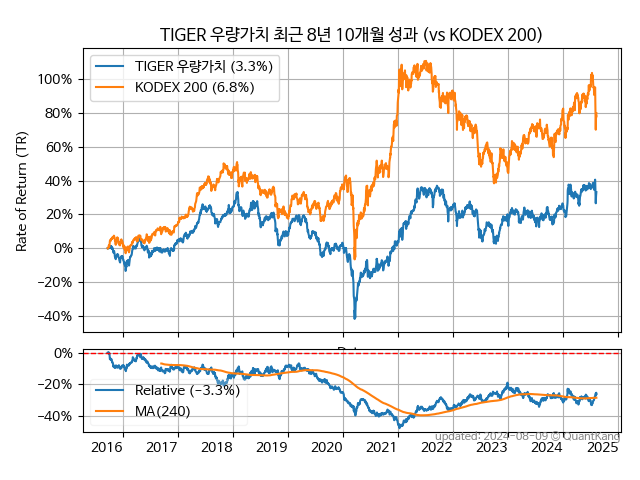 TIGER 우량가치 최근 8년 10개월 성과 (vs KODEX 200)
TIGER 우량가치 (3.3%)
KODEX 200 (6.8%)
Rate of Return (TR)
100%
80%
60%
40%
20%
0%
−20%
−40%
0%
−20%
−40%
Relative (−3.3%)
MA(240)
updated: 2024-08-09 © QuantKang
2016 2017 2018 2019 2020 2021 2022 2023 2024 2025